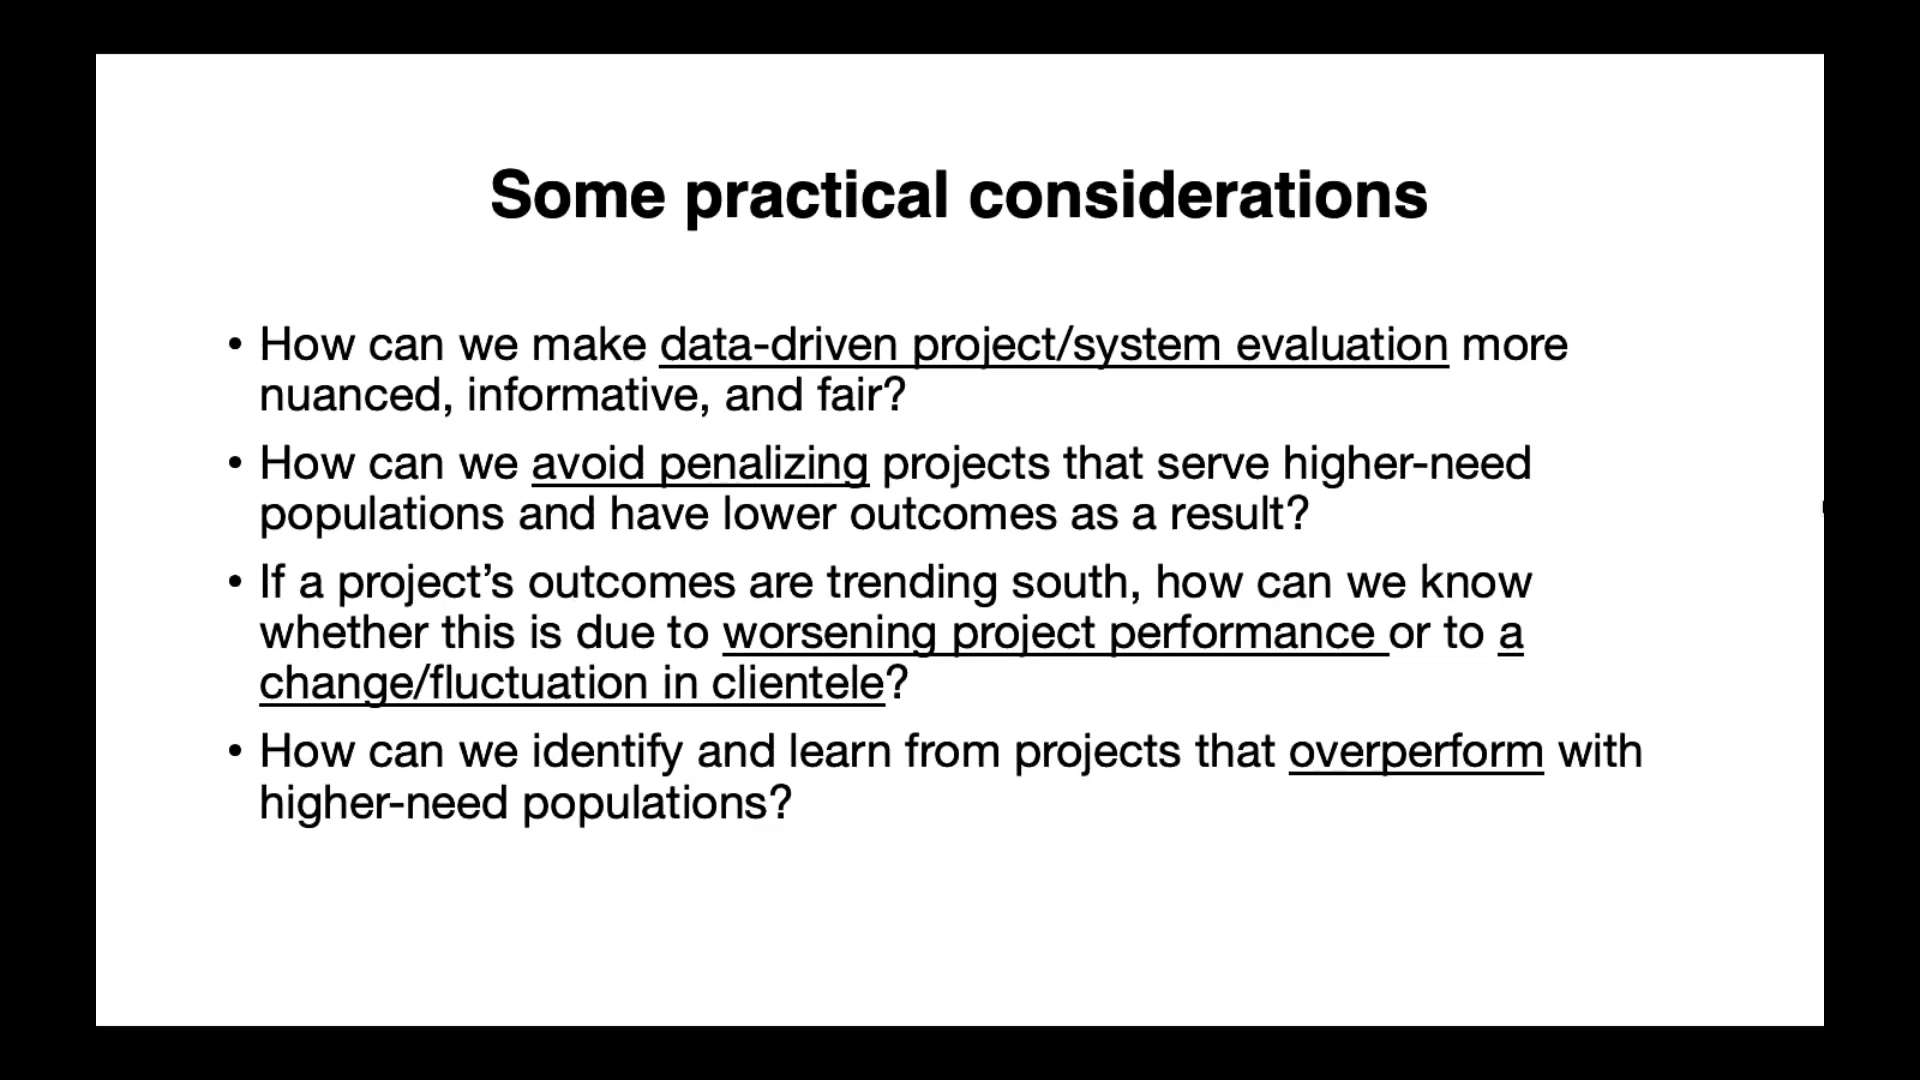 Some practical considerations
• How can we make data-driven project/system evaluation more
nuanced, informative, and fair?
• How can we avoid penalizing projects that serve higher-need
populations and have lower outcomes as a result?
• If a project’s outcomes are trending south, how can we know
whether this is due to worsening project performance or to a
change/fluctuation in clientele?
• How can we identify and learn from projects that overperform with
higher-need populations?